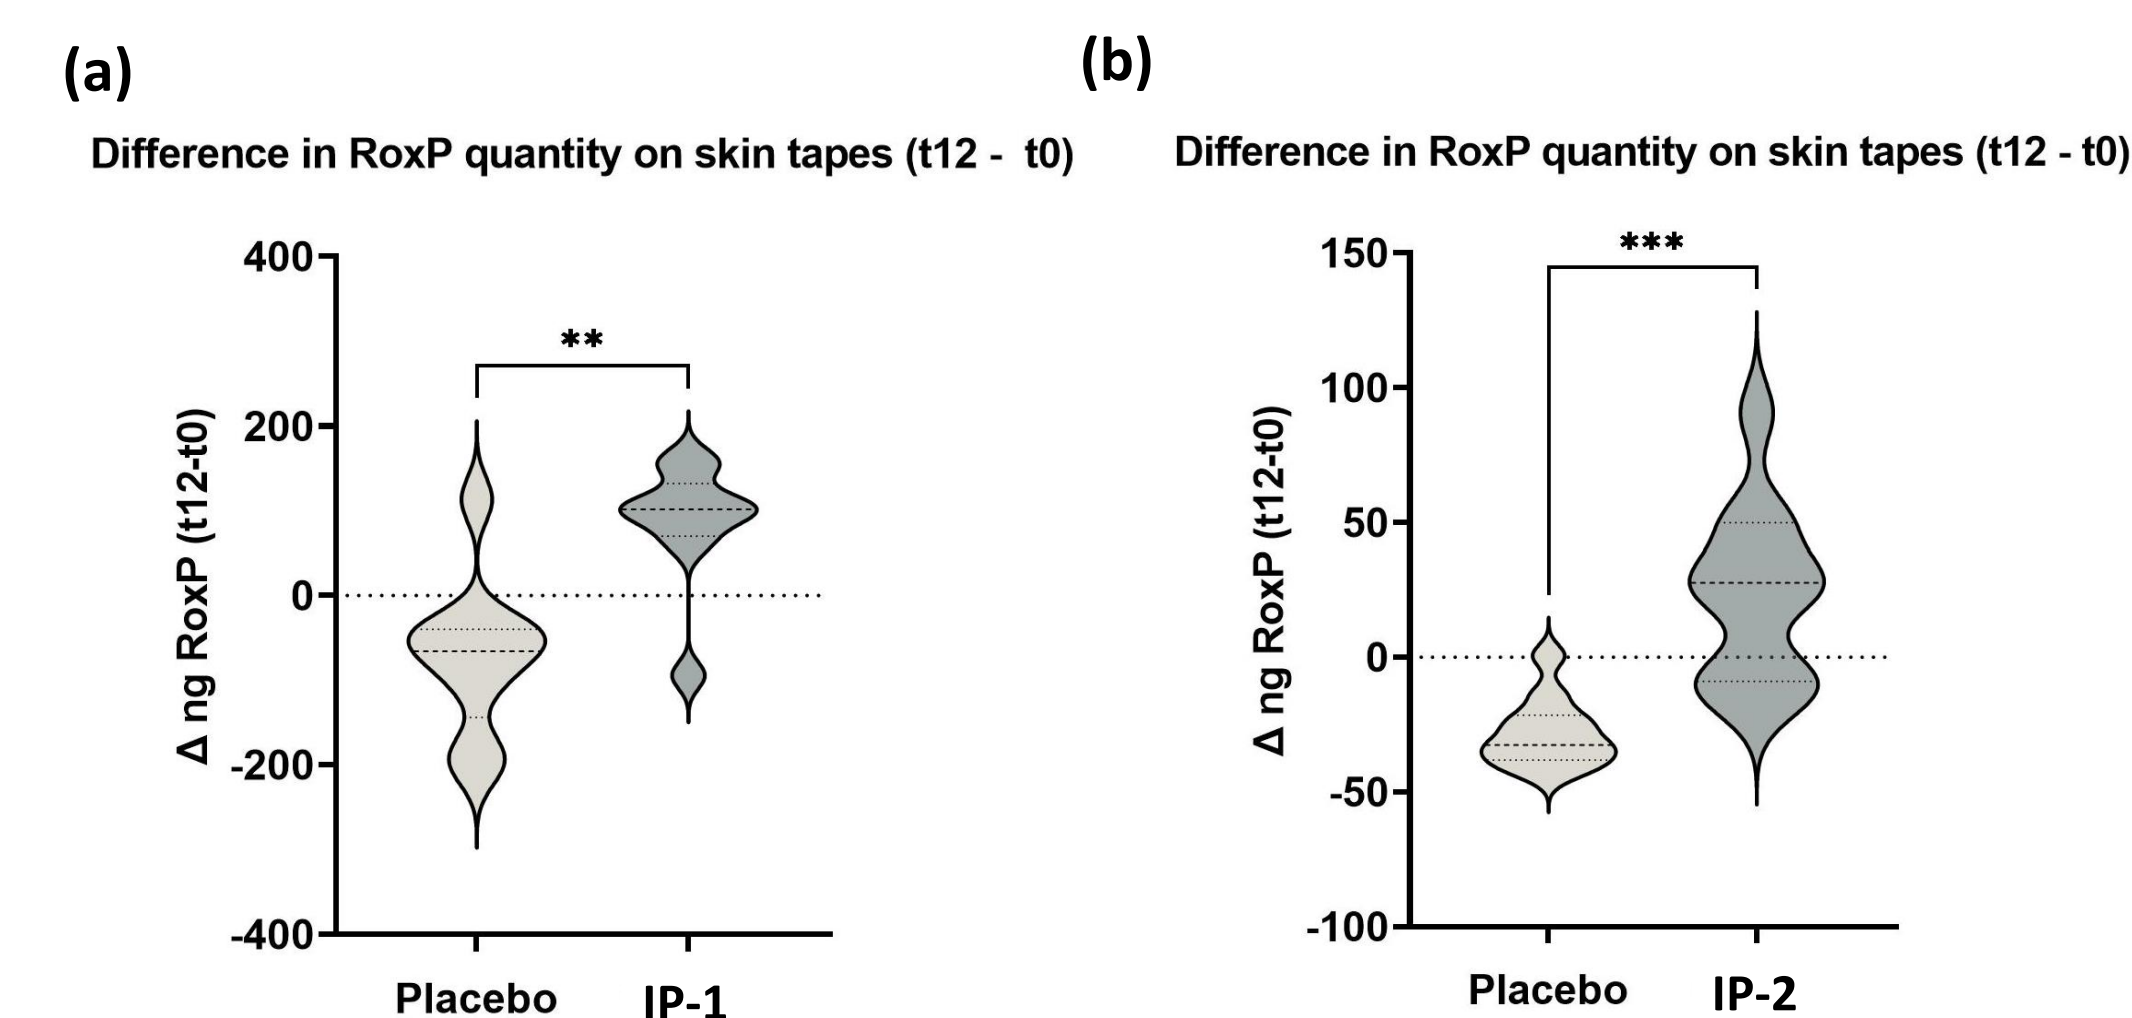 (a)
Difference in RoxP quantity on skin tapes (t12 - t0)
Δ ng RoxP (t12-t0)
400
200
0
-200
-400
**
Placebo
IP-1
(b)
Difference in RoxP quantity on skin tapes (t12 - t0)
Δ ng RoxP (t12-t0)
150
100
50
0
-50
-100
***
Placebo
IP-2